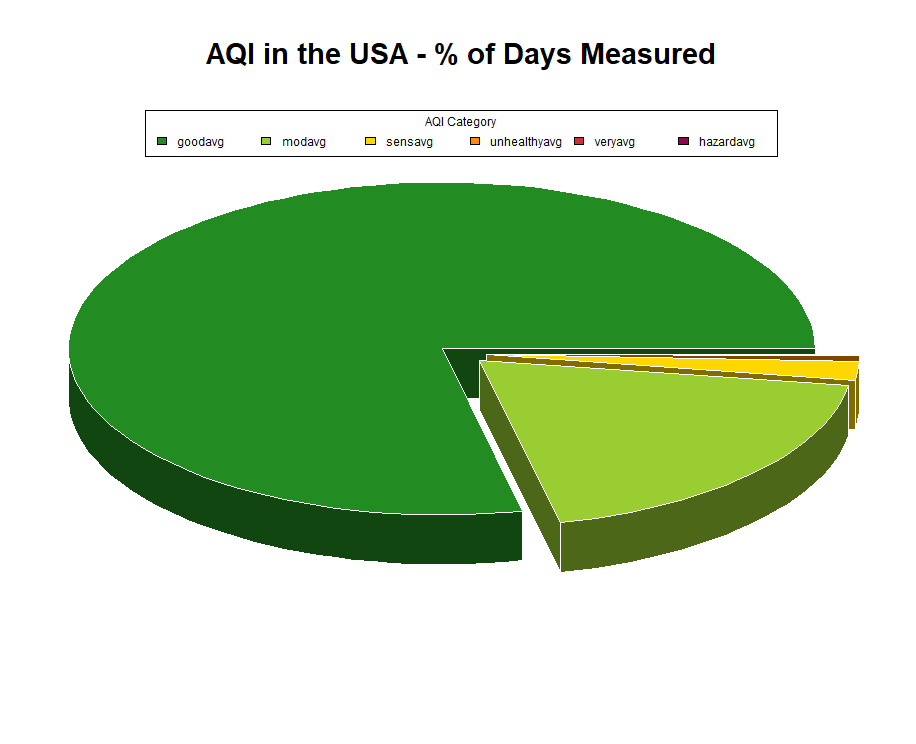 AQI in the USA - % of Days Measured
AQI Category
goodavg modavg sensavg unhealthyavg veryavg hazardavg